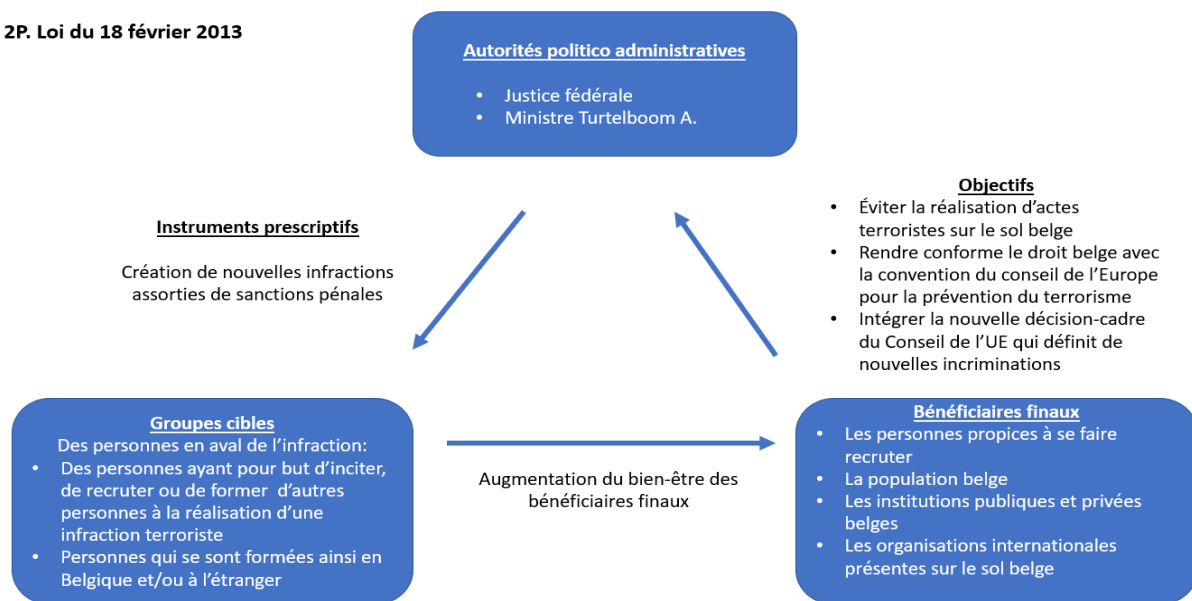 2P. Loi du 18 février 2013
Autorités politico administratives
• Justice fédérale
• Ministre Turtelboom A.
Instruments prescriptifs
Création de nouvelles infractions
assorties de sanctions pénales
Objectifs
• Éviter la réalisation d’actes
terroristes sur le sol belge
• Rendre conforme le droit belge avec
la convention du conseil de l’Europe
pour la prévention du terrorisme
• Intégrer la nouvelle décision-cadre
du Conseil de l’UE qui définit de
nouvelles incriminations
Groupes cibles
Des personnes en aval de l’infraction:
• Des personnes ayant pour but d’inciter,
de recruter ou de former d’autres
personnes à la réalisation d’une
infraction terroriste
• Personnes qui se sont formées ainsi en
Belgique et/ou à l’étranger
Augmentation du bien-être des
bénéficiaires finaux
Bénéficiaires finaux
• Les personnes propices à se faire
recruter
• La population belge
• Les institutions publiques et privées
belges
• Les organisations internationales
présentes sur le sol belge